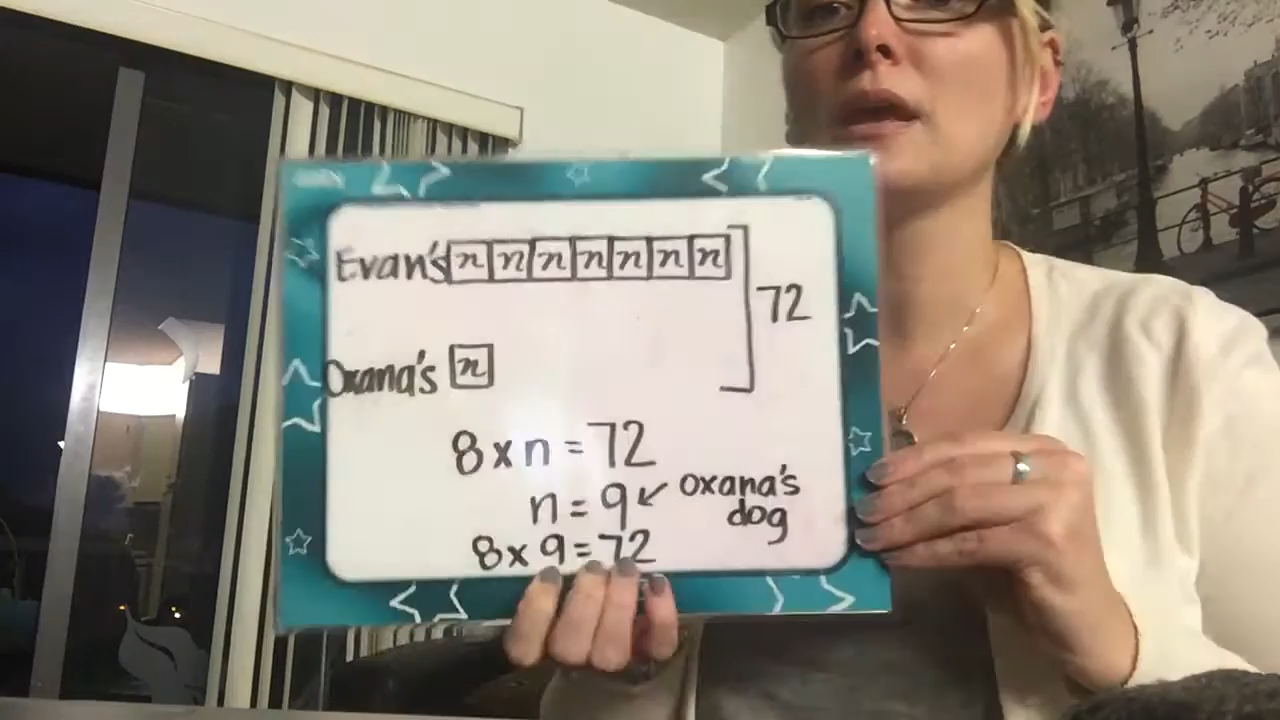 Evan's n n n n n n n
72
Oxana's n
8 x n = 72
n = 9 ↙ oxana's
dog
8 x 9 = 72